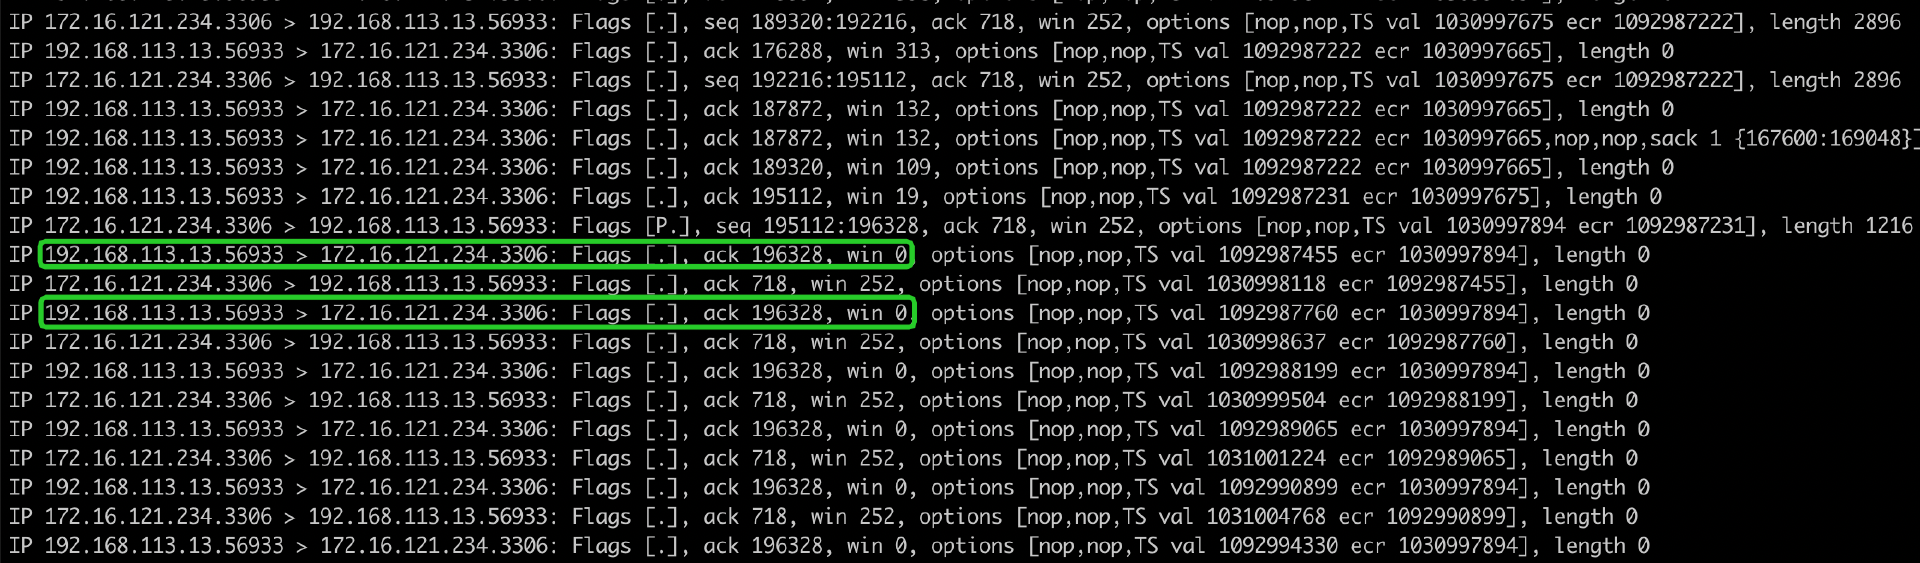 IP 172.16.121.234.3306 > 192.168.113.13.56933: Flags [.], seq 189320:192216, ack 718, win 252, options [nop,nop,TS val 1030997675 ecr 1092987222], length 2896
IP 192.168.113.13.56933 > 172.16.121.234.3306: Flags [.], ack 176288, win 313, options [nop,nop,TS val 1092987222 ecr 1030997665], length 0
IP 172.16.121.234.3306 > 192.168.113.13.56933: Flags [.], seq 192216:195112, ack 718, win 252, options [nop,nop,TS val 1030997675 ecr 1092987222], length 2896
IP 192.168.113.13.56933 > 172.16.121.234.3306: Flags [.], ack 187872, win 132, options [nop,nop,TS val 1092987222 ecr 1030997665], length 0
IP 192.168.113.13.56933 > 172.16.121.234.3306: Flags [.], ack 187872, win 132, options [nop,nop,TS val 1092987222 ecr 1030997665,nop,nop,sack 1 {167600:169048}]
IP 192.168.113.13.56933 > 172.16.121.234.3306: Flags [.], ack 189320, win 109, options [nop,nop,TS val 1092987222 ecr 1030997665], length 0
IP 192.168.113.13.56933 > 172.16.121.234.3306: Flags [.], ack 195112, win 19, options [nop,nop,TS val 1092987231 ecr 1030997675], length 0
IP 172.16.121.234.3306 > 192.168.113.13.56933: Flags [P.], seq 195112:196328, ack 718, win 252, options [nop,nop,TS val 1030997894 ecr 1092987231], length 1216
IP 192.168.113.13.56933 > 172.16.121.234.3306: Flags [.], ack 196328, win 0, options [nop,nop,TS val 1092987455 ecr 1030997894], length 0
IP 172.16.121.234.3306 > 192.168.113.13.56933: Flags [.], ack 718, win 252, options [nop,nop,TS val 1030998118 ecr 1092987455], length 0
IP 192.168.113.13.56933 > 172.16.121.234.3306: Flags [.], ack 196328, win 0, options [nop,nop,TS val 1092987760 ecr 1030997894], length 0
IP 172.16.121.234.3306 > 192.168.113.13.56933: Flags [.], ack 718, win 252, options [nop,nop,TS val 1030998637 ecr 1092987760], length 0
IP 192.168.113.13.56933 > 172.16.121.234.3306: Flags [.], ack 196328, win 0, options [nop,nop,TS val 1092988199 ecr 1030997894], length 0
IP 172.16.121.234.3306 > 192.168.113.13.56933: Flags [.], ack 718, win 252, options [nop,nop,TS val 1030999504 ecr 1092988199], length 0
IP 192.168.113.13.56933 > 172.16.121.234.3306: Flags [.], ack 196328, win 0, options [nop,nop,TS val 1092989065 ecr 1030997894], length 0
IP 172.16.121.234.3306 > 192.168.113.13.56933: Flags [.], ack 718, win 252, options [nop,nop,TS val 1031001224 ecr 1092989065], length 0
IP 192.168.113.13.56933 > 172.16.121.234.3306: Flags [.], ack 196328, win 0, options [nop,nop,TS val 1092990899 ecr 1030997894], length 0
IP 172.16.121.234.3306 > 192.168.113.13.56933: Flags [.], ack 718, win 252, options [nop,nop,TS val 1031004768 ecr 1092990899], length 0
IP 192.168.113.13.56933 > 172.16.121.234.3306: Flags [.], ack 196328, win 0, options [nop,nop,TS val 1092994330 ecr 1030997894], length 0